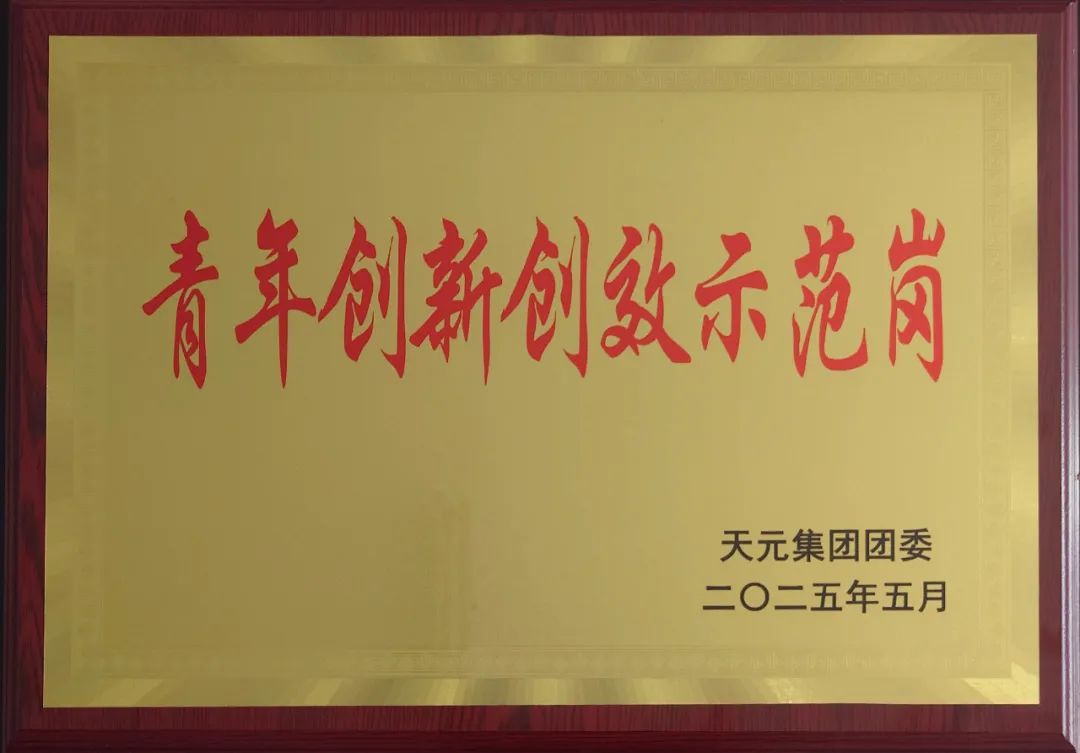 青年创新创效示范岗
天元集团团委
二〇二五年五月